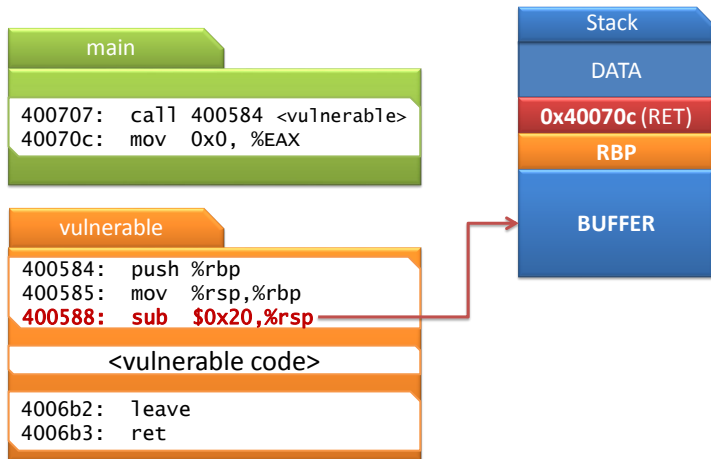 main
400707: call 400584 <vulnerable>
40070c: mov 0x0, %EAX
vulnerable
400584: push %rbp
400585: mov %rsp,%rbp
400588: sub $0x20,%rsp
<vulnerable code>
4006b2: leave
4006b3: ret
Stack
DATA
0x40070c (RET)
RBP
BUFFER